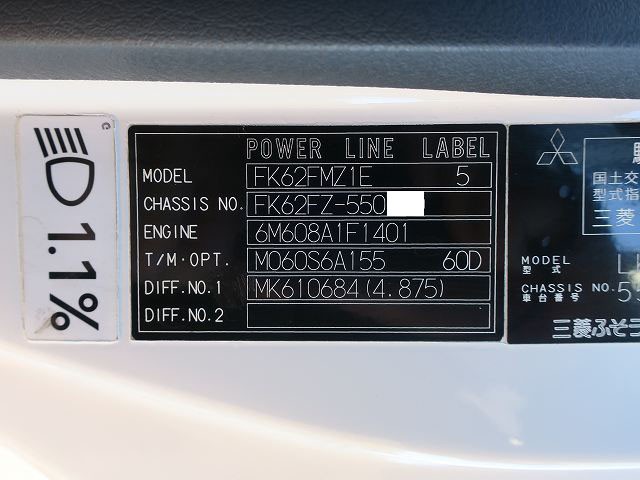 1.1%
POWER LINE LABEL
MODEL FK62FMZ1E 5
CHASSIS NO. FK62FZ-550
ENGINE 6M608A1F1401
T/M·OPT. M060S6A155 60D
DIFF.NO.1 MK610684(4.875)
DIFF.NO.2
国土交
型式指
三菱
MODEL
型式
CHASSIS NO.
車台番号
三菱ふそう